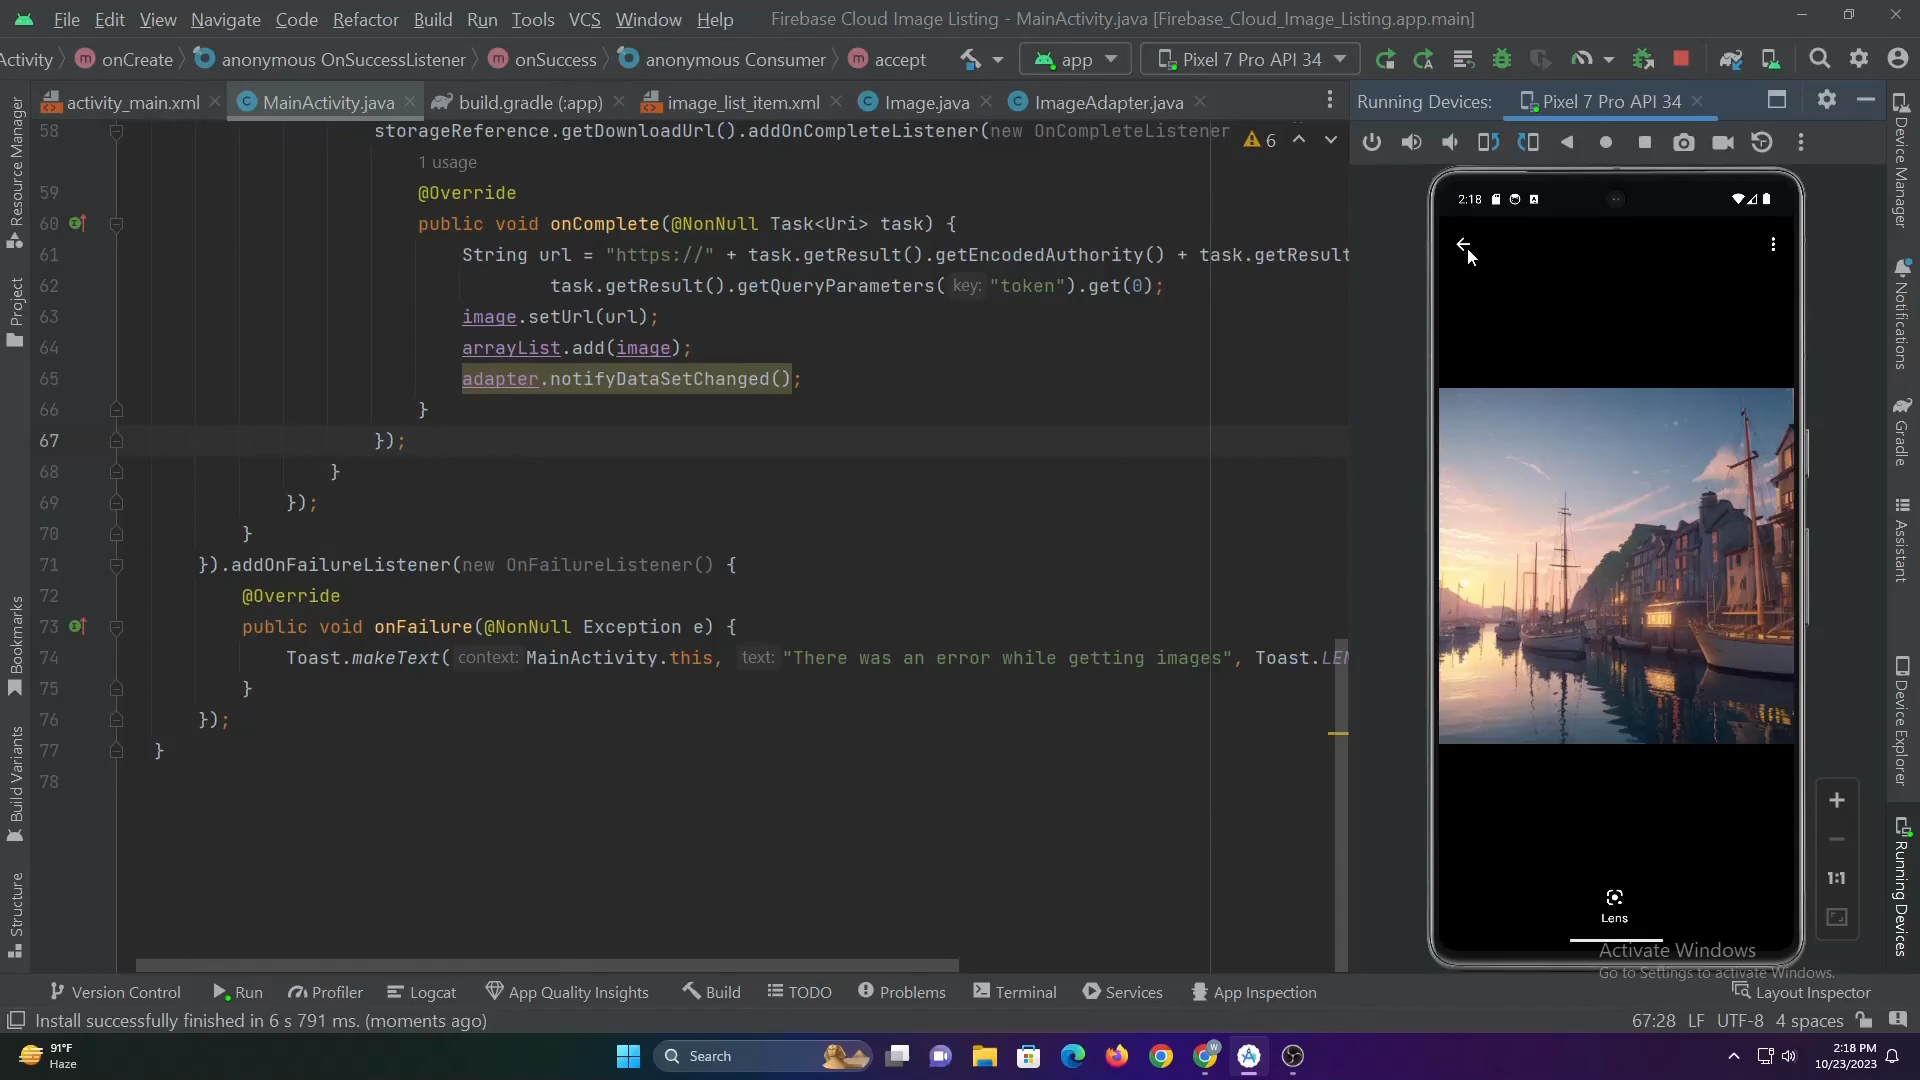 File Edit View Navigate Code Refactor Build Run Tools VCS Window Help Firebase Cloud Image Listing - MainActivity.java [Firebase_Cloud_Image_Listing.app.main]
Activity onCreate anonymous OnSuccessListener onSuccess anonymous Consumer accept app Pixel 7 Pro API 34
activity_main.xml MainActivity.java build.gradle (:app) image_list_item.xml Image.java ImageAdapter.java
Running Devices: Pixel 7 Pro API 34
58 storageReference.getDownloadUrl().addOnCompleteListener(new OnCompleteListener
6
1 usage
59 @Override
60 public void onComplete(@NonNull Task<Uri> task) {
61 String url = "https://" + task.getResult().getEncodedAuthority() + task.getResult
62 task.getResult().getQueryParameters( key: "token").get(0);
63 image.setUrl(url);
64 arrayList.add(image);
65 adapter.notifyDataSetChanged();
66 }
67 });
68 }
69 });
70 }
71 }).addOnFailureListener(new OnFailureListener() {
72 @Override
73 public void onFailure(@NonNull Exception e) {
74 Toast.makeText( context: MainActivity.this, text: "There was an error while getting images", Toast.LEN
75 }
76 });
77 }
78
Resource Manager
Project
Bookmarks
Build Variants
Structure
2:18
Lens
1:1
Device Manager
Notifications
Gradle
Assistant
Device Explorer
Running Devices
Activate Windows
Go to Settings to activate Windows.
Version Control Run Profiler Logcat App Quality Insights Build TODO Problems Terminal Services App Inspection Layout Inspector
Install successfully finished in 6 s 791 ms. (moments ago) 67:28 LF UTF-8 4 spaces
91°F
Haze
Search
2:18 PM
10/23/2023